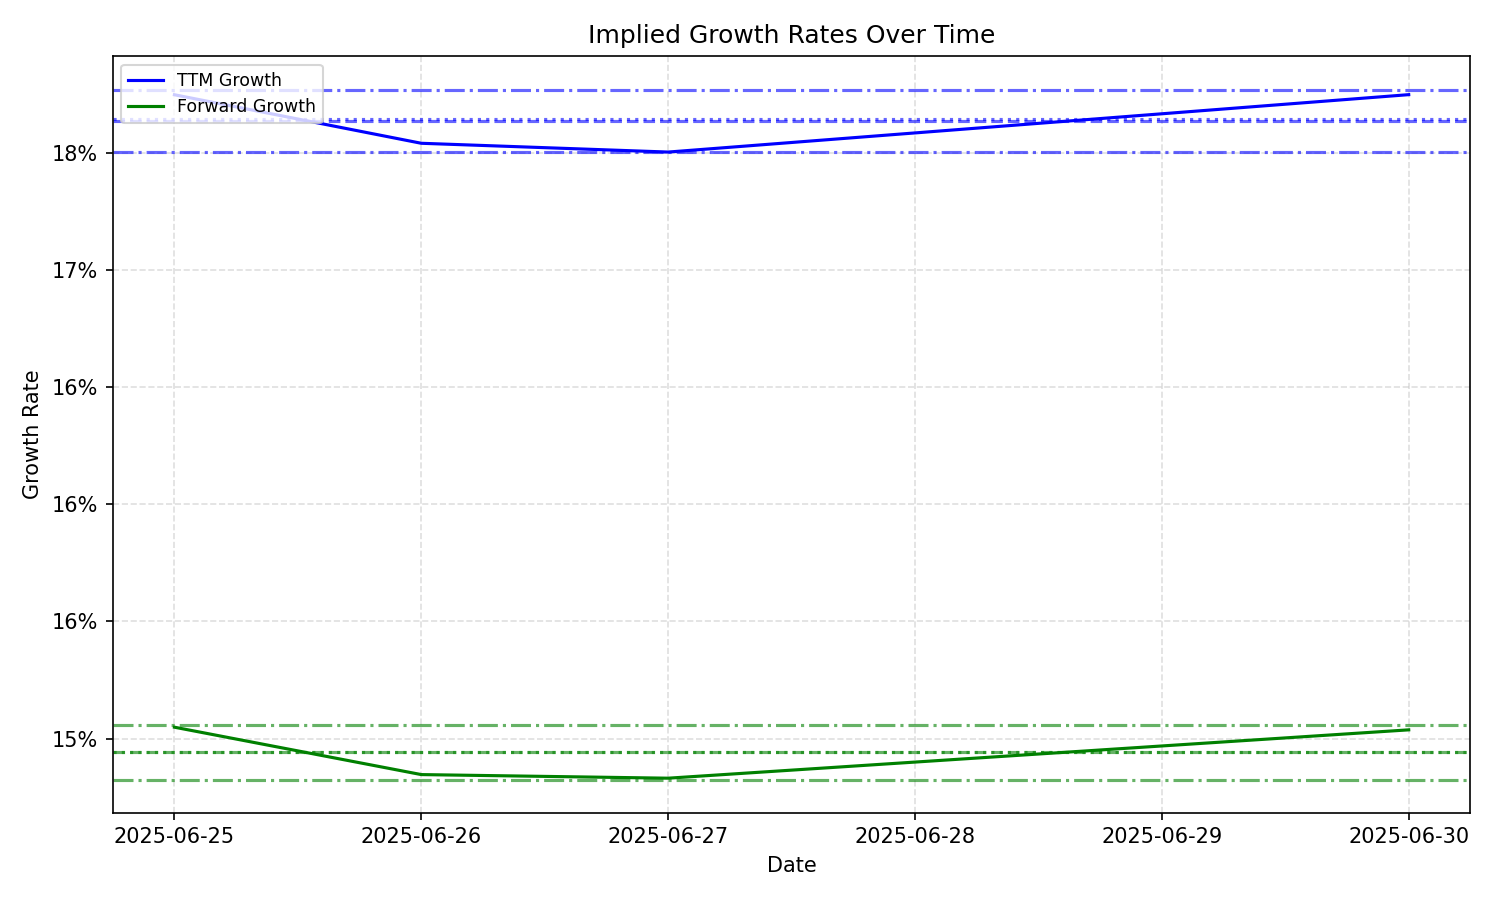 Implied Growth Rates Over Time
TTM Growth
Forward Growth
18%
17%
16%
16%
16%
15%
Growth Rate
2025-06-25
2025-06-26
2025-06-27
2025-06-28
2025-06-29
2025-06-30
Date